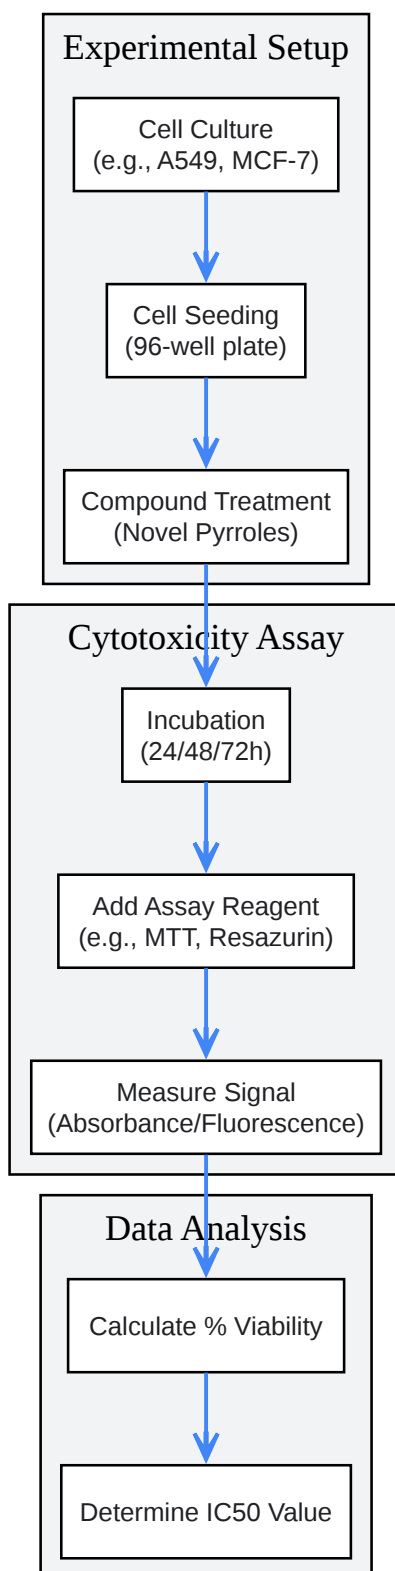 Experimental Setup
Cell Culture
(e.g., A549, MCF-7)
Cell Seeding
(96-well plate)
Compound Treatment
(Novel Pyrroles)
Cytotoxicity Assay
Incubation
(24/48/72h)
Add Assay Reagent
(e.g., MTT, Resazurin)
Measure Signal
(Absorbance/Fluorescence)
Data Analysis
Calculate % Viability
Determine IC50 Value